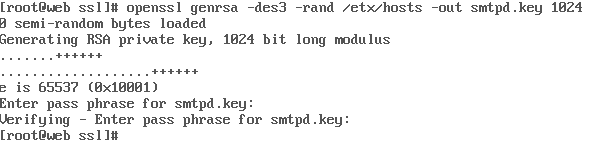 [root@web ssl]# openssl genrsa -des3 -rand /etx/hosts -out smtpd.key 1024
0 semi-random bytes loaded
Generating RSA private key, 1024 bit long modulus
.......++++++
...................++++++
e is 65537 (0x10001)
Enter pass phrase for smtpd.key:
Verifying - Enter pass phrase for smtpd.key:
[root@web ssl]#